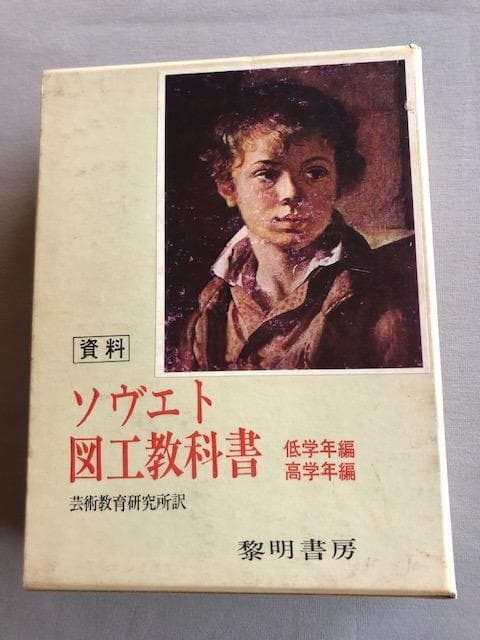 資料
ソヴェト
図工教科書
低学年編
高学年編
芸術教育研究所訳
黎明書房